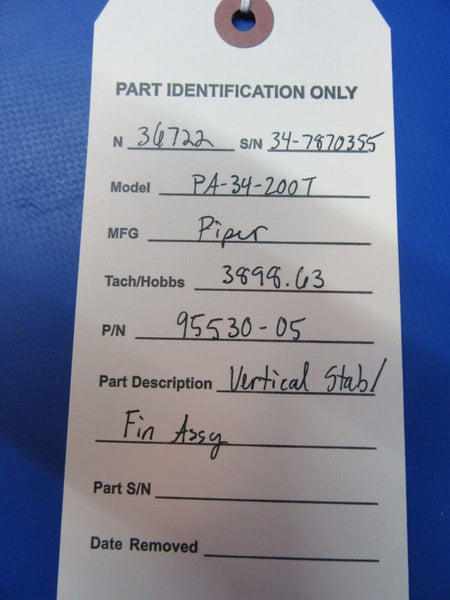 PART IDENTIFICATION ONLY
N 36722 S/N 34-7870355
Model PA-34-200T
MFG Piper
Tach/Hobbs 3898.63
P/N 95530-05
Part Description Vertical Stab/
Fin Assy
Part S/N
Date Removed